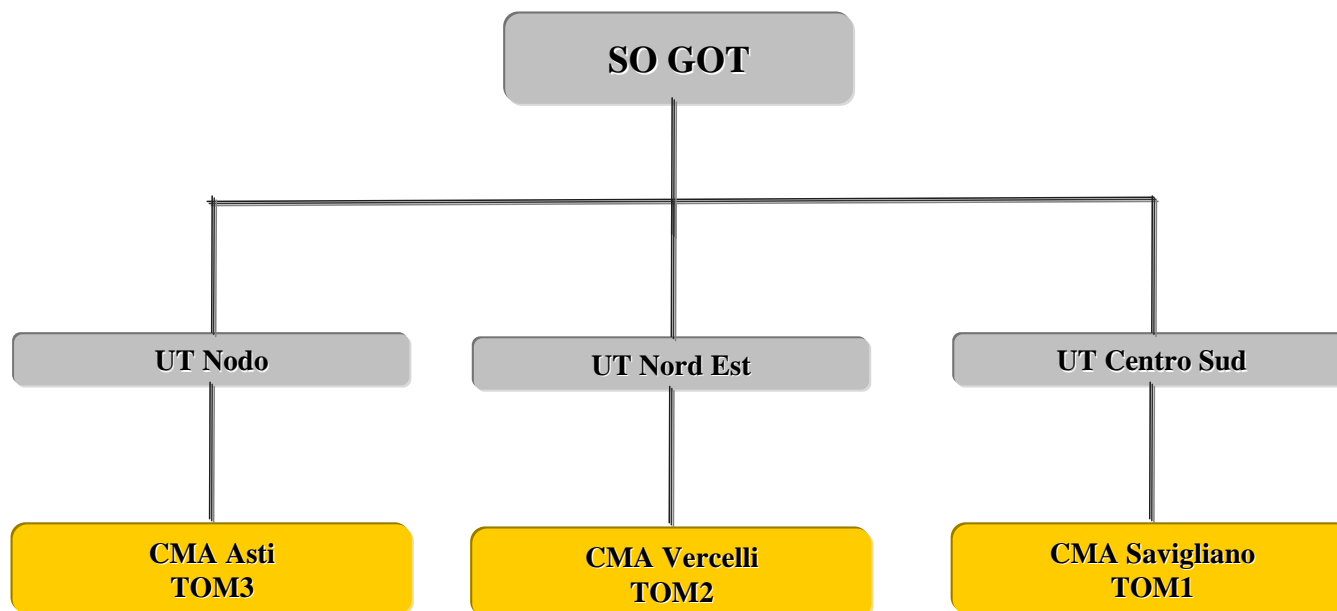 SO GOT
UT Nodo
UT Nord Est
UT Centro Sud
CMA Asti
TOM3
CMA Vercelli
TOM2
CMA Savigliano
TOM1